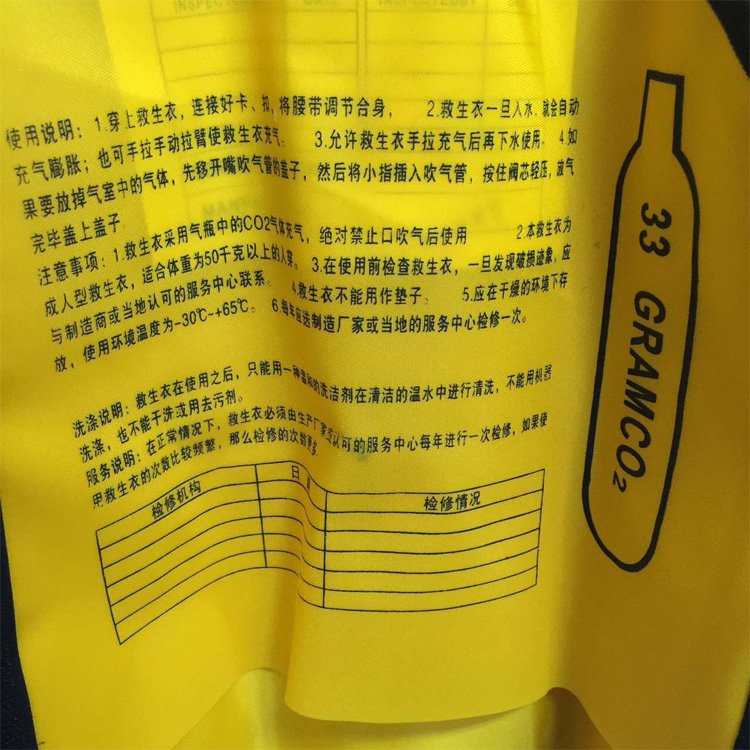 使用说明：1.穿上救生衣，连接好卡、扣，将腰带调节合身， 2.救生衣一旦入水，就会自动
充气膨胀；也可手拉手动拉臂使救生衣充气。 3.允许救生衣手拉充气后再下水使用。 4.如
果要放掉气室中的气体，先移开嘴吹气管的盖子，然后将小指插入吹气管，按住阀芯轻压，放气
完毕盖上盖子
注意事项：1.救生衣采用气瓶中的CO2气体充气，绝对禁止口吹气后使用 2.本救生衣为
成人型救生衣，适合体重为50千克以上的人穿。 3.在使用前检查救生衣，一旦发现破损迹象，应
与制造商或当地认可的服务中心联系。 4.救生衣不能用作垫子。 5.应在干燥的环境下存
放，使用环境温度为-30℃~+65℃。 6.每年应送制造厂家或当地的服务中心检修一次。
洗涤说明：救生衣在使用之后，只能用一种温和的洗洁剂在清洁的温水中进行清洗，不能用机器
洗涤，也不能干洗或用去污剂。
服务说明：在正常情况下，救生衣必须由生产厂家或认可的服务中心每年进行一次检修，如果使
用救生衣的次数比较频繁，那么检修的次数要多。
检修机构 日 检修情况
33 GRAMCO2